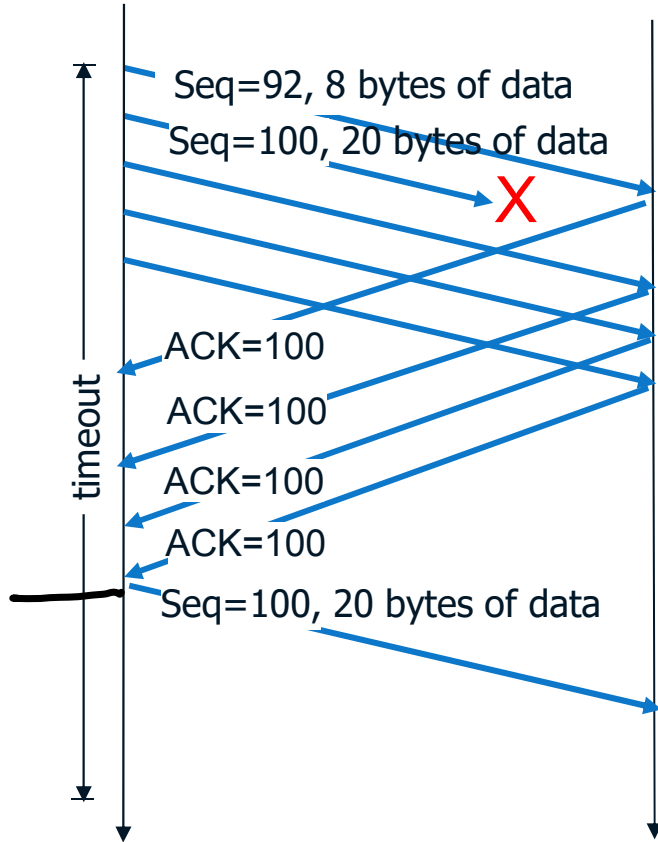 Seq=92, 8 bytes of data
Seq=100, 20 bytes of data
X
ACK=100
timeout
ACK=100
ACK=100
ACK=100
Seq=100, 20 bytes of data